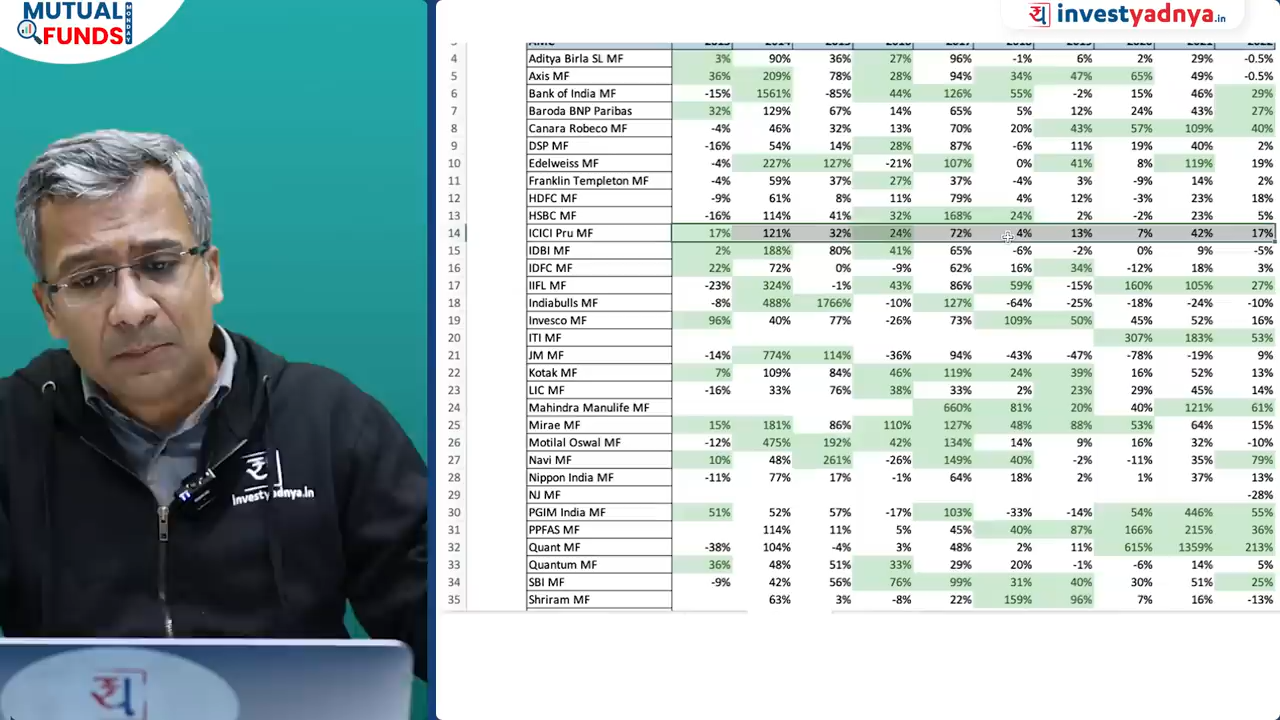 MUTUAL
FUNDS
MONDAY
investyadnya.in
3 AMC 2013 2014 2015 2016 2017 2018 2019 2020 2021 2022
4 Aditya Birla SL MF 3% 90% 36% 27% 96% -1% 6% 2% 29% -0.5%
5 Axis MF 36% 209% 78% 28% 94% 34% 47% 65% 49% -0.5%
6 Bank of India MF -15% 1561% -85% 44% 126% 55% -2% 15% 46% 29%
7 Baroda BNP Paribas 32% 129% 67% 14% 65% 5% 12% 24% 43% 27%
8 Canara Robeco MF -4% 46% 32% 13% 70% 20% 43% 57% 109% 40%
9 DSP MF -16% 54% 14% 28% 87% -6% 11% 19% 40% 2%
10 Edelweiss MF -4% 227% 127% -21% 107% 0% 41% 8% 119% 19%
11 Franklin Templeton MF -4% 59% 37% 27% 37% -4% 3% -9% 14% 2%
12 HDFC MF -9% 61% 8% 11% 79% 4% 12% -3% 23% 18%
13 HSBC MF -16% 114% 41% 32% 168% 24% 2% -2% 23% 5%
14 ICICI Pru MF 17% 121% 32% 24% 72% 4% 13% 7% 42% 17%
15 IDBI MF 2% 188% 80% 41% 65% -6% -2% 0% 9% -5%
16 IDFC MF 22% 72% 0% -9% 62% 16% 34% -12% 18% 3%
17 IIFL MF -23% 324% -1% 43% 86% 59% -15% 160% 105% 27%
18 Indiabulls MF -8% 488% 1766% -10% 127% -64% -25% -18% -24% -10%
19 Invesco MF 96% 40% 77% -26% 73% 109% 50% 45% 52% 16%
20 ITI MF 307% 183% 53%
21 JM MF -14% 774% 114% -36% 94% -43% -47% -78% -19% 9%
22 Kotak MF 7% 109% 84% 46% 119% 24% 39% 16% 52% 13%
23 LIC MF -16% 33% 76% 38% 33% 2% 23% 29% 45% 14%
24 Mahindra Manulife MF 660% 81% 20% 40% 121% 61%
25 Mirae MF 15% 181% 86% 110% 127% 48% 88% 53% 64% 15%
26 Motilal Oswal MF -12% 475% 192% 42% 134% 14% 9% 16% 32% -10%
27 Navi MF 10% 48% 261% -26% 149% 40% -2% -11% 35% 79%
28 Nippon India MF -11% 77% 17% -1% 64% 18% 2% 1% 37% 13%
29 NJ MF -28%
30 PGIM India MF 51% 52% 57% -17% 103% -33% -14% 54% 446% 55%
31 PPFAS MF 114% 11% 5% 45% 40% 87% 166% 215% 36%
32 Quant MF -38% 104% -4% 3% 48% 2% 11% 615% 1359% 213%
33 Quantum MF 36% 48% 51% 33% 29% 20% -1% -6% 14% 5%
34 SBI MF -9% 42% 56% 76% 99% 31% 40% 30% 51% 25%
35 Shriram MF 63% 3% -8% 22% 159% 96% 7% 16% -13%
investyadnya.in